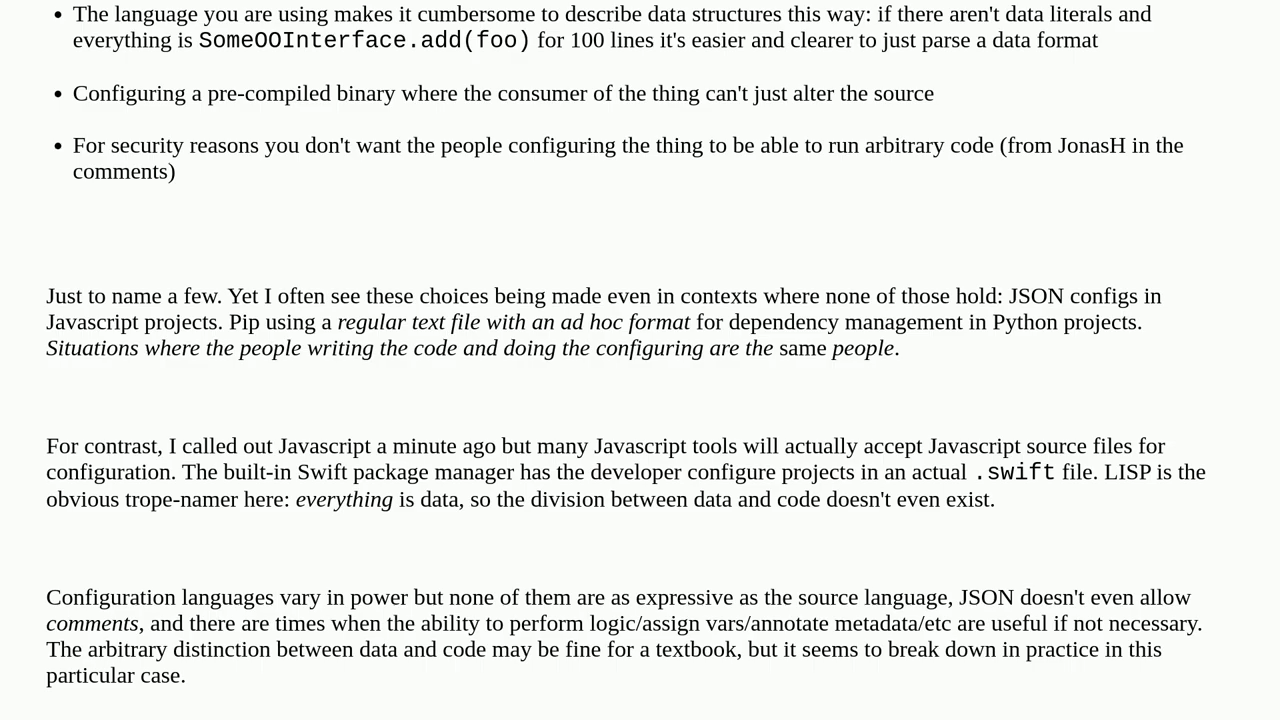 • The language you are using makes it cumbersome to describe data structures this way: if there aren't data literals and
everything is SomeOOInterface.add(foo) for 100 lines it's easier and clearer to just parse a data format
• Configuring a pre-compiled binary where the consumer of the thing can't just alter the source
• For security reasons you don't want the people configuring the thing to be able to run arbitrary code (from JonasH in the
comments)
Just to name a few. Yet I often see these choices being made even in contexts where none of those hold: JSON configs in
Javascript projects. Pip using a regular text file with an ad hoc format for dependency management in Python projects.
Situations where the people writing the code and doing the configuring are the same people.
For contrast, I called out Javascript a minute ago but many Javascript tools will actually accept Javascript source files for
configuration. The built-in Swift package manager has the developer configure projects in an actual .swift file. LISP is the
obvious trope-namer here: everything is data, so the division between data and code doesn't even exist.
Configuration languages vary in power but none of them are as expressive as the source language, JSON doesn't even allow
comments, and there are times when the ability to perform logic/assign vars/annotate metadata/etc are useful if not necessary.
The arbitrary distinction between data and code may be fine for a textbook, but it seems to break down in practice in this
particular case.